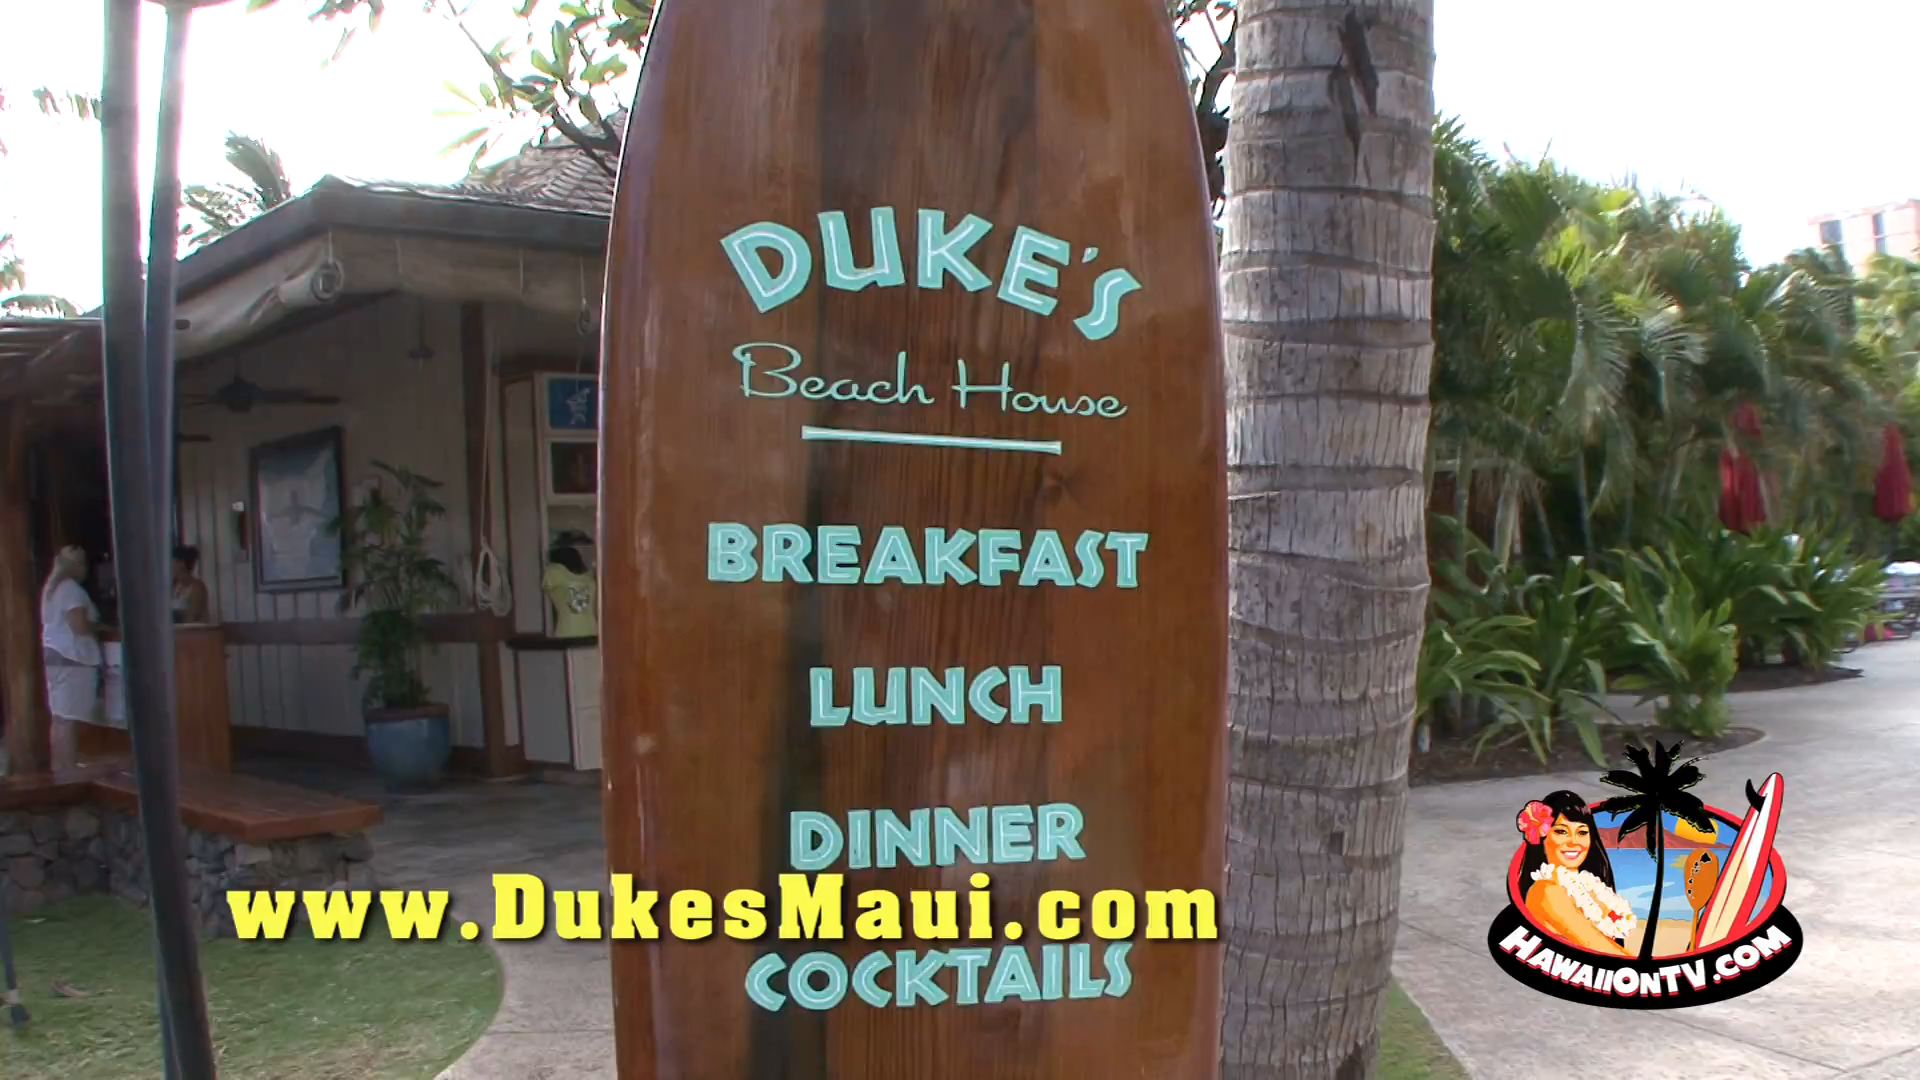 DUKE'S
Beach House
BREAKFAST
LUNCH
DINNER
www.DukesMaui.com
COCKTAILS
HAWAIIONTV.COM